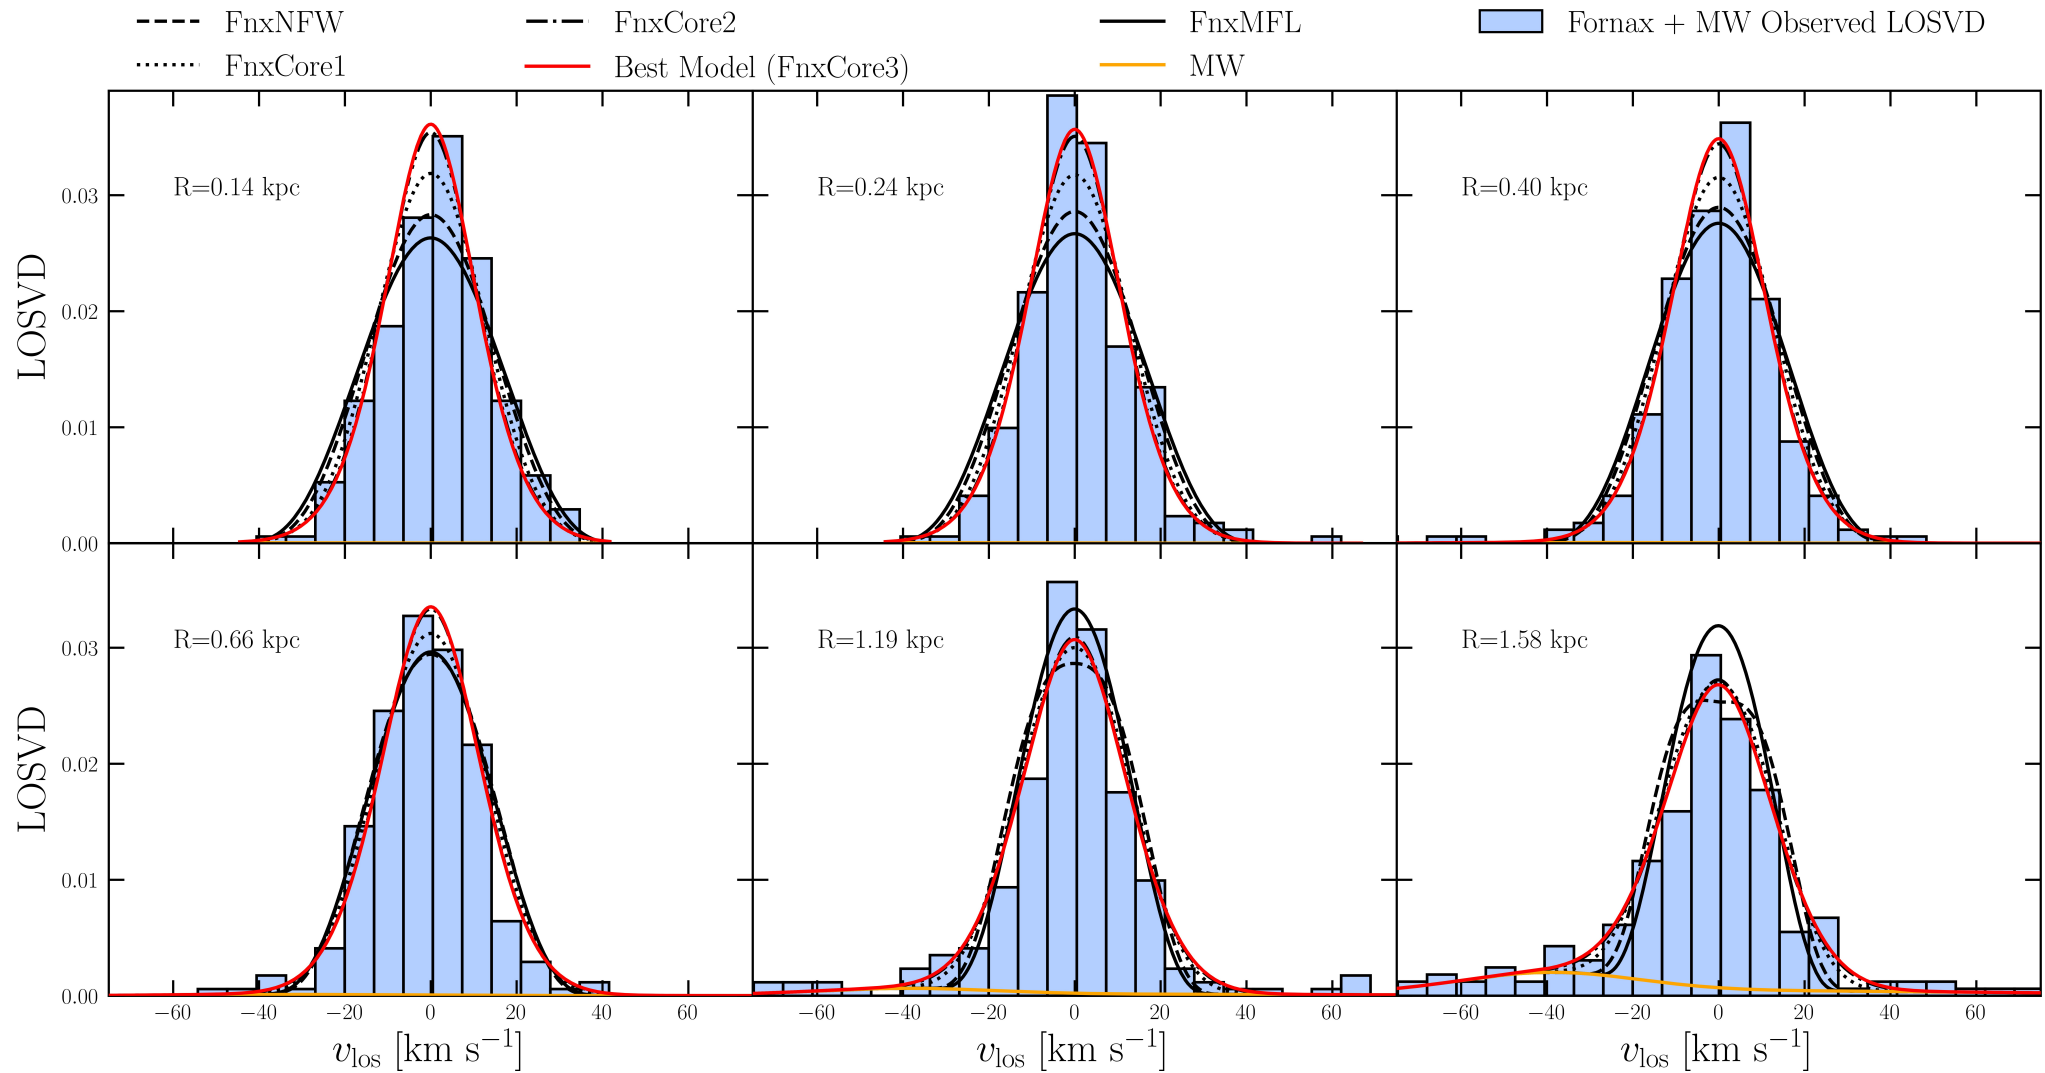 FnxNFW FnxCore2 FnxMFL Fornax + MW Observed LOSVD
FnxCore1 Best Model (FnxCore3) MW
R=0.14 kpc R=0.24 kpc R=0.40 kpc
LOSVD
0.03
0.02
0.01
0.00
R=0.66 kpc R=1.19 kpc R=1.58 kpc
LOSVD
0.03
0.02
0.01
0.00
−60 −40 −20 0 20 40 60 −60 −40 −20 0 20 40 60 −60 −40 −20 0 20 40 60
v_los [km s⁻¹] v_los [km s⁻¹] v_los [km s⁻¹]